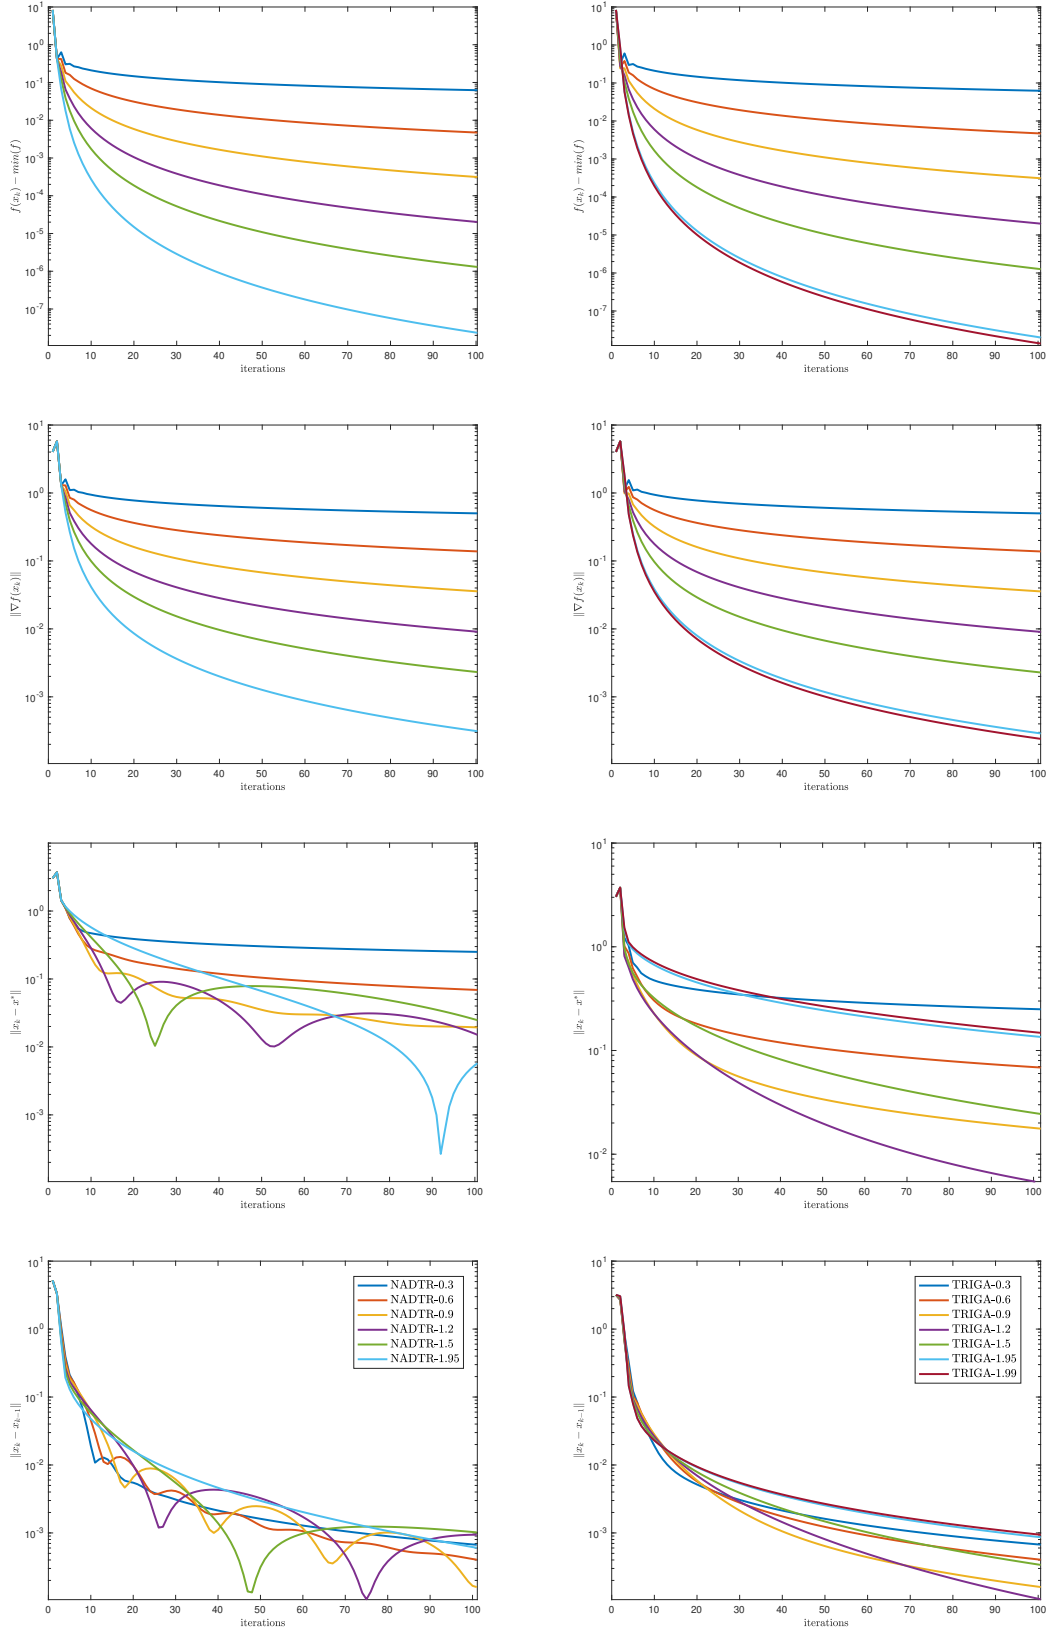 10^1
10^0
10^-1
10^-2
10^-3
10^-4
10^-5
10^-6
10^-7
f(x_k) − min(f)
0 10 20 30 40 50 60 70 80 90 100
iterations
10^1
10^0
10^-1
10^-2
10^-3
10^-4
10^-5
10^-6
10^-7
f(x_k) − min(f)
0 10 20 30 40 50 60 70 80 90 100
iterations
10^1
10^0
10^-1
10^-2
10^-3
‖∇f(x_k)‖
0 10 20 30 40 50 60 70 80 90 100
iterations
10^1
10^0
10^-1
10^-2
10^-3
‖∇f(x_k)‖
0 10 20 30 40 50 60 70 80 90 100
iterations
10^0
10^-1
10^-2
10^-3
‖x_k − x*‖
0 10 20 30 40 50 60 70 80 90 100
iterations
10^1
10^0
10^-1
10^-2
‖x_k − x*‖
0 10 20 30 40 50 60 70 80 90 100
iterations
10^1
10^0
10^-1
10^-2
10^-3
‖x_k − x_{k−1}‖
NADTR-0.3
NADTR-0.6
NADTR-0.9
NADTR-1.2
NADTR-1.5
NADTR-1.95
0 10 20 30 40 50 60 70 80 90 100
iterations
10^1
10^0
10^-1
10^-2
10^-3
‖x_k − x_{k−1}‖
TRIGA-0.3
TRIGA-0.6
TRIGA-0.9
TRIGA-1.2
TRIGA-1.5
TRIGA-1.95
TRIGA-1.99
0 10 20 30 40 50 60 70 80 90 100
iterations